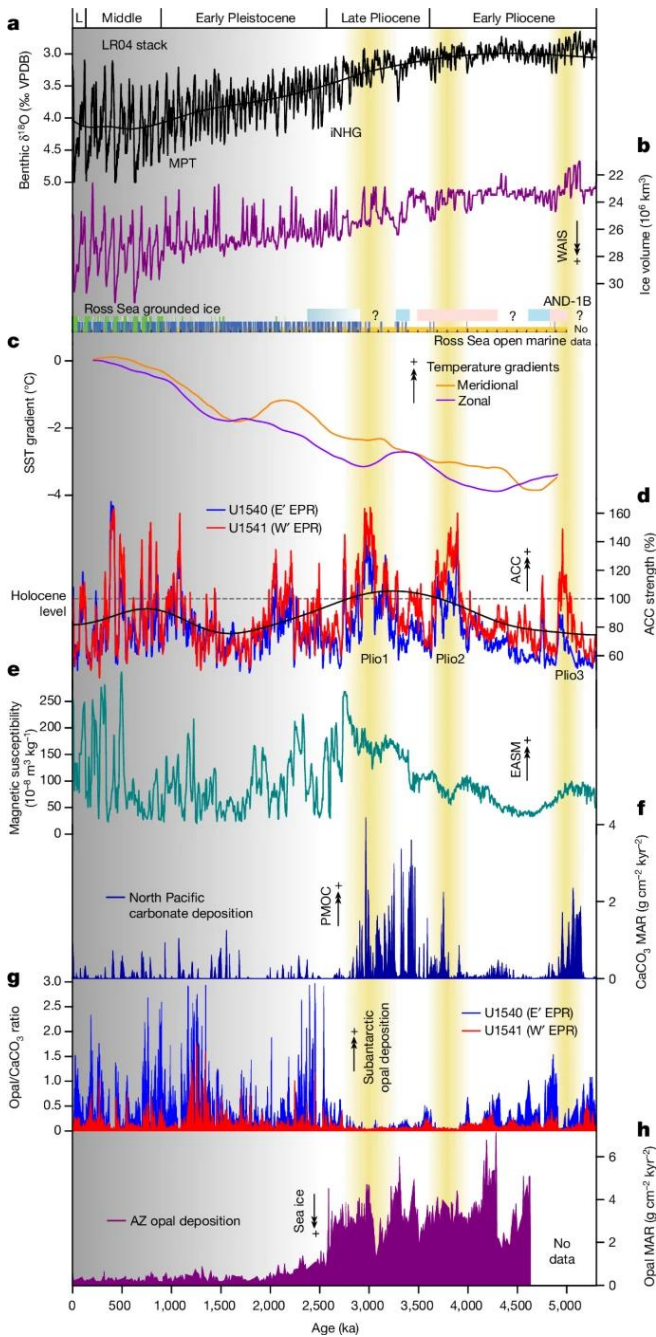 a
L
Middle
Early Pleistocene
Late Pliocene
Early Pliocene
LR04 stack
3.0
3.5
4.0
4.5
5.0
Benthic δ18O (‰ VPDB)
MPT
iNHG
b
22
24
26
28
30
Ice volume (10⁶ km³)
WAIS
+
Ross Sea grounded ice
?
?
AND-1B
?
Ross Sea open marine
No data
c
0
−2
−4
SST gradient (°C)
+
Temperature gradients
Meridional
Zonal
d
U1540 (E′ EPR)
U1541 (W′ EPR)
160
140
120
100
80
60
ACC strength (%)
ACC
+
Holocene
level
Plio1
Plio2
Plio3
e
250
200
150
100
50
0
Magnetic susceptibility
(10⁻⁸ m³ kg⁻¹)
EASM
+
f
4
2
0
CaCO₃ MAR (g cm⁻² kyr⁻²)
North Pacific
carbonate deposition
PMOC
+
g
3.0
2.5
2.0
1.5
1.0
0.5
0
Opal/CaCO₃ ratio
+
Subantarctic
opal deposition
U1540 (E′ EPR)
U1541 (W′ EPR)
h
6
4
2
0
Opal MAR (g cm⁻² kyr⁻²)
AZ opal deposition
Sea ice
+
No
data
0
500
1,000
1,500
2,000
2,500
3,000
3,500
4,000
4,500
5,000
Age (ka)